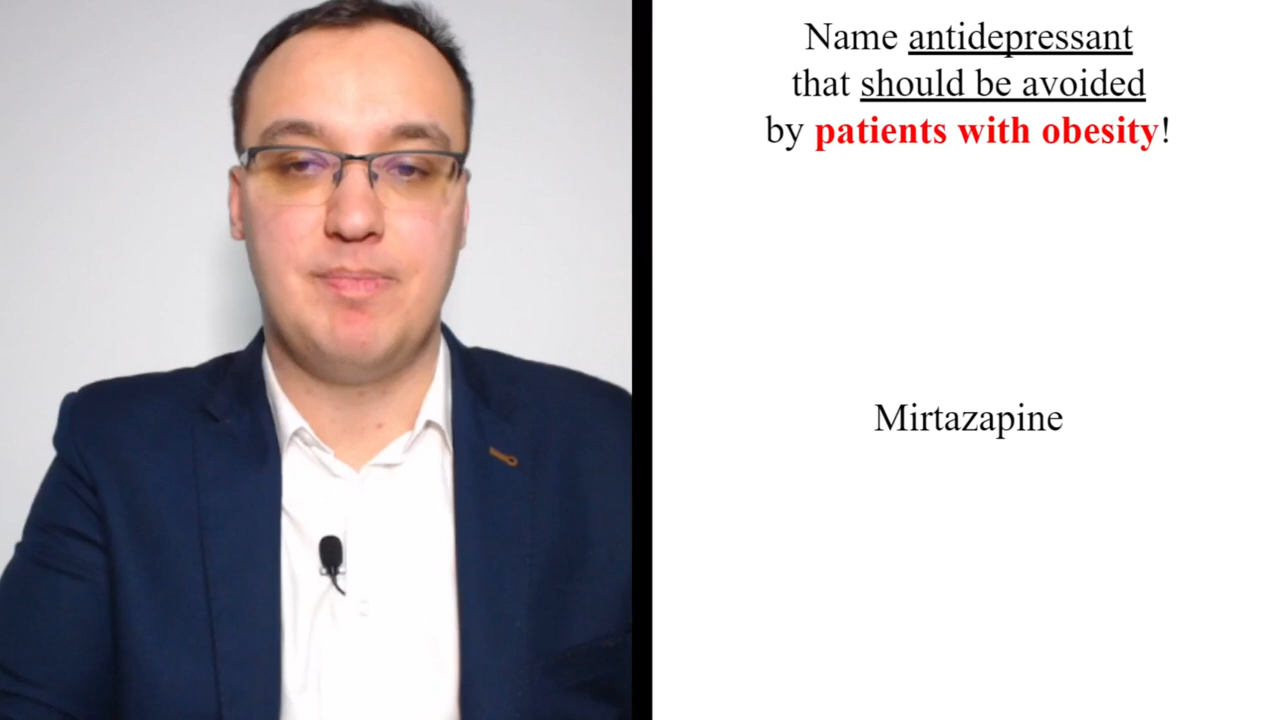 Name antidepressant
that should be avoided
by patients with obesity!
Mirtazapine